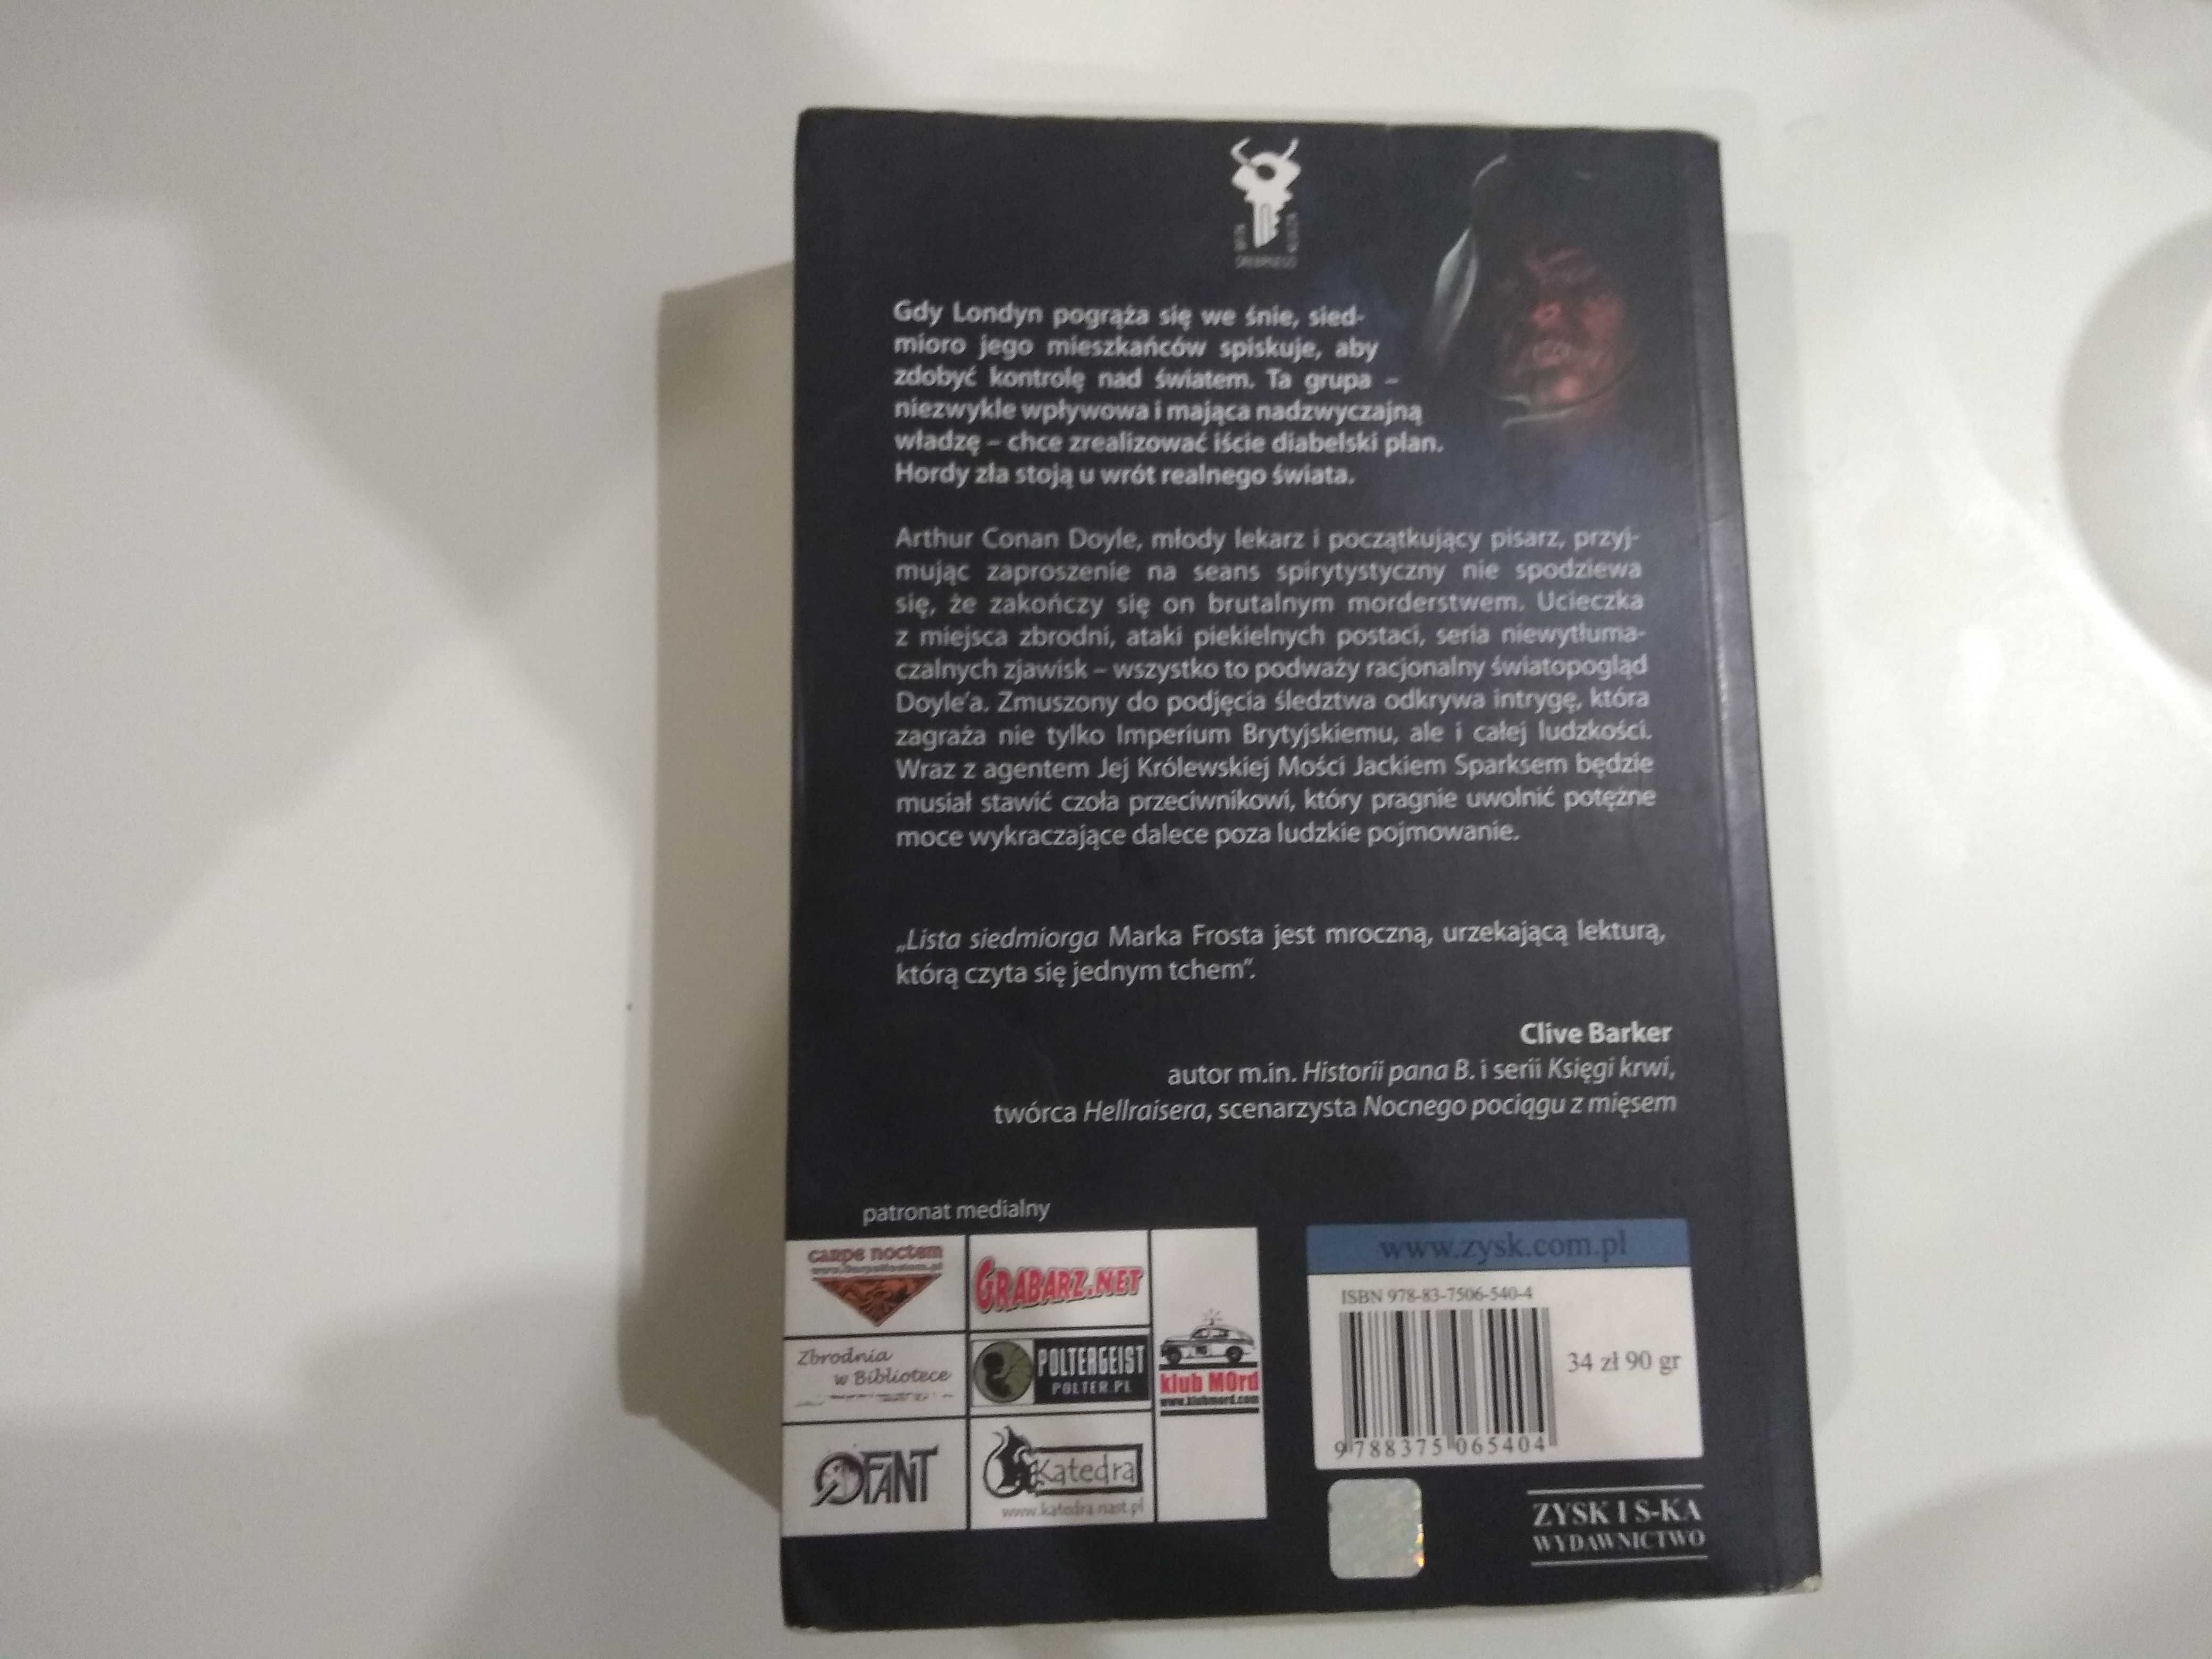 Gdy Londyn pogrąża się we śnie, sied-
mioro jego mieszkańców spiskuje, aby
zdobyć kontrolę nad światem. Ta grupa –
niezwykle wpływowa i mająca nadzwyczajną
władzę – chce zrealizować iście diabelski plan.
Hordy zła stoją u wrót realnego świata.
Arthur Conan Doyle, młody lekarz i początkujący pisarz, przyj-
mując zaproszenie na seans spirytystyczny nie spodziewa
się, że zakończy się on brutalnym morderstwem. Ucieczka
z miejsca zbrodni, ataki piekielnych postaci, seria niewytłuma-
czalnych zjawisk – wszystko to podważy racjonalny światopogląd
Doyle'a. Zmuszony do podjęcia śledztwa odkrywa intrygę, która
zagraża nie tylko Imperium Brytyjskiemu, ale i całej ludzkości.
Wraz z agentem Jej Królewskiej Mości Jackiem Sparksem będzie
musiał stawić czoła przeciwnikowi, który pragnie uwolnić potężne
moce wykraczające dalece poza ludzkie pojmowanie.
„Lista siedmiorga Marka Frosta jest mroczną, urzekającą lekturą,
którą czyta się jednym tchem".
Clive Barker
autor m.in. Historii pana B. i serii Księgi krwi,
twórca Hellraisera, scenarzysta Nocnego pociągu z mięsem
patronat medialny
carpe noctem
GRABARZ.NET
Zbrodnia
w Bibliotece
POLTERGEIST
POLTER.PL
klub MOrd
www.klubmord.com
QFANT
Katedra
www.katedra.nast.pl
www.zysk.com.pl
ISBN 978-83-7506-540-4
34 zł 90 gr
9788375065404
ZYSK I S-KA
WYDAWNICTWO